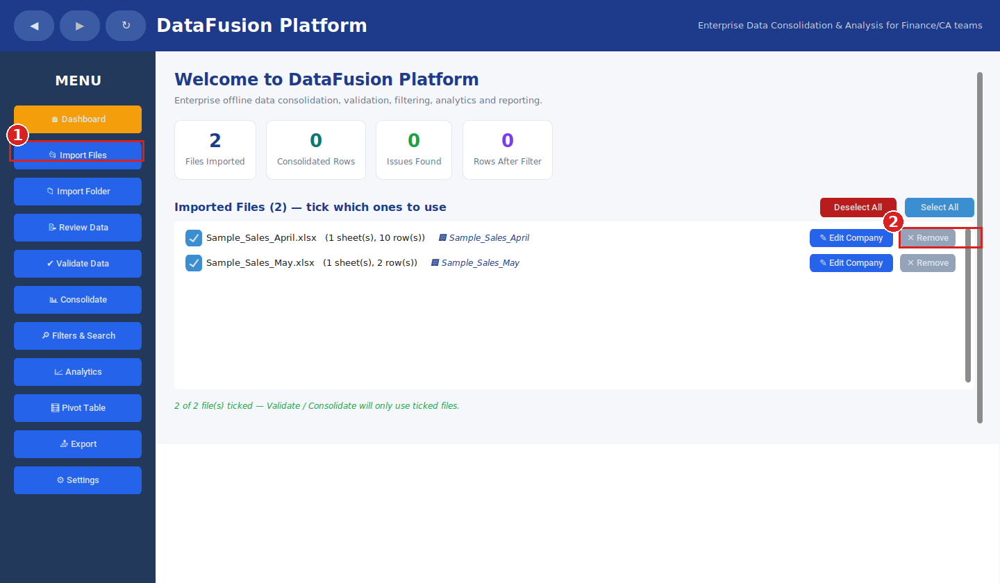 DataFusion Platform
Enterprise Data Consolidation & Analysis for Finance/CA teams
MENU
Dashboard
1
Import Files
Import Folder
Review Data
Validate Data
Consolidate
Filters & Search
Analytics
Pivot Table
Export
Settings
Welcome to DataFusion Platform
Enterprise offline data consolidation, validation, filtering, analytics and reporting.
2 0 0 0
Files Imported Consolidated Rows Issues Found Rows After Filter
Imported Files (2) — tick which ones to use Deselect All Select All
2
Sample_Sales_April.xlsx (1 sheet(s), 10 row(s)) Sample_Sales_April ✎ Edit Company ✕ Remove
Sample_Sales_May.xlsx (1 sheet(s), 2 row(s)) Sample_Sales_May ✎ Edit Company ✕ Remove
2 of 2 file(s) ticked — Validate / Consolidate will only use ticked files.